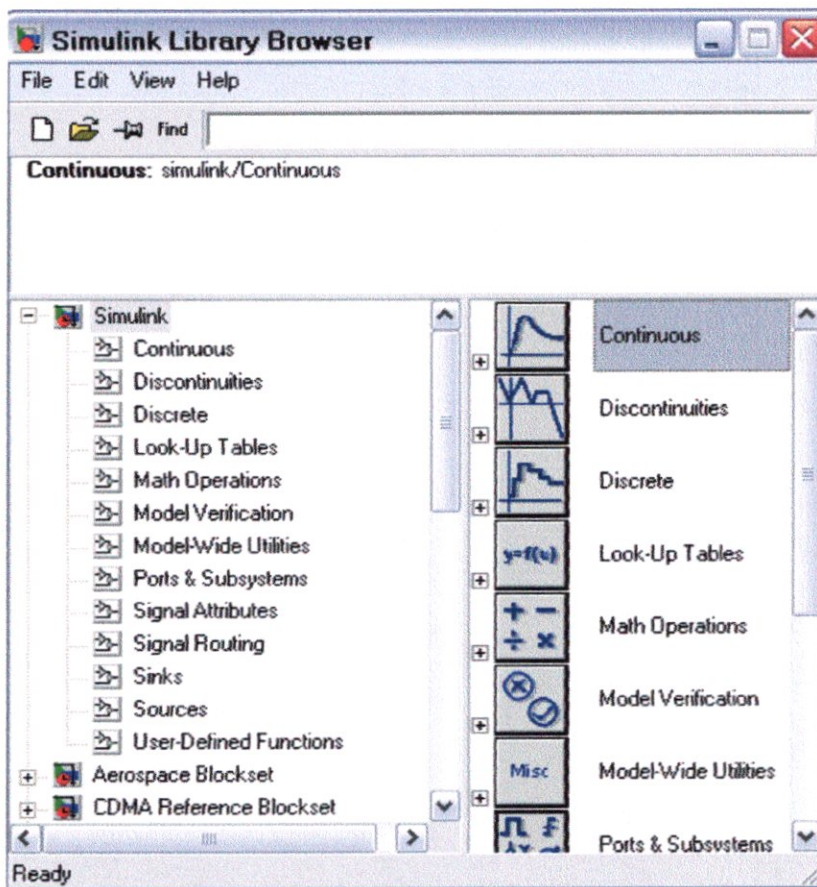 Simulink Library Browser
File Edit View Help
Find
Continuous: simulink/Continuous
Simulink
Continuous
Discontinuities
Discrete
Look-Up Tables
Math Operations
Model Verification
Model-Wide Utilities
Ports & Subsystems
Signal Attributes
Signal Routing
Sinks
Sources
User-Defined Functions
Aerospace Blockset
CDMA Reference Blockset
Continuous
Discontinuities
Discrete
y=f(u) Look-Up Tables
Math Operations
Model Verification
Misc Model-Wide Utilities
Ports & Subsystems
Ready